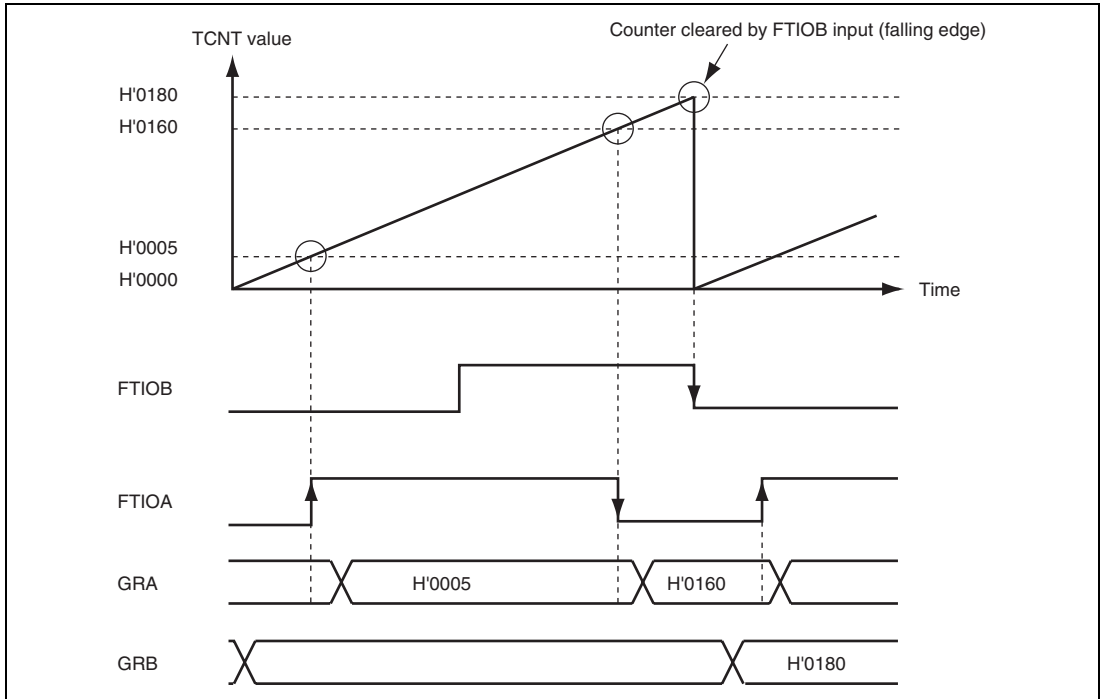 Counter cleared by FTIOB input (falling edge)
TCNT value
H'0180
H'0160
H'0005
H'0000
Time
FTIOB
FTIOA
GRA
H'0005
H'0160
GRB
H'0180